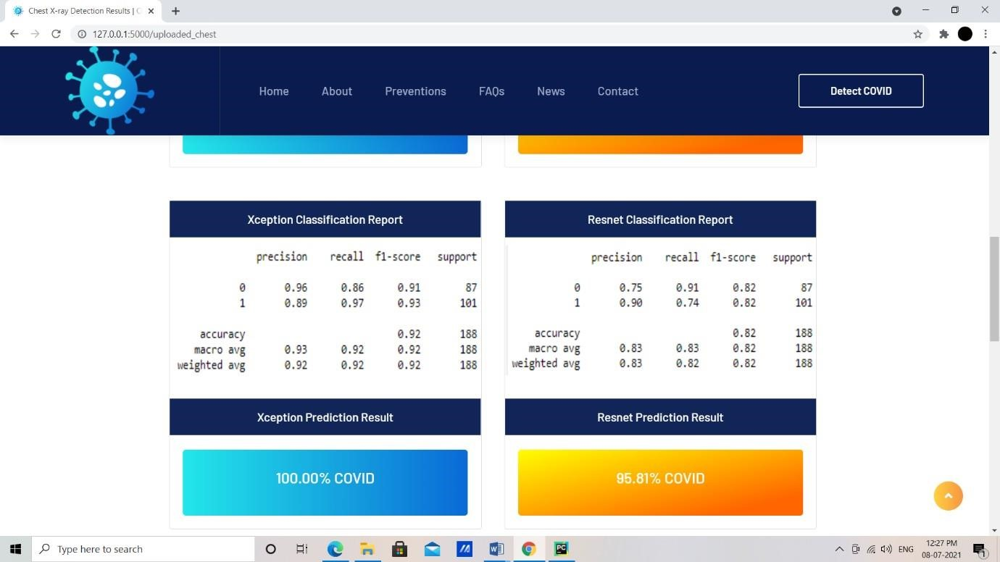 Chest X-ray Detection Results | C
127.0.0.1:5000/uploaded_chest
Home About Preventions FAQs News Contact Detect COVID
Xception Classification Report
precision recall f1-score support
0 0.96 0.86 0.91 87
1 0.89 0.97 0.93 101
accuracy 0.92 188
macro avg 0.93 0.92 0.92 188
weighted avg 0.92 0.92 0.92 188
Xception Prediction Result
100.00% COVID
Resnet Classification Report
precision recall f1-score support
0 0.75 0.91 0.82 87
1 0.90 0.74 0.82 101
accuracy 0.82 188
macro avg 0.83 0.83 0.82 188
weighted avg 0.83 0.82 0.82 188
Resnet Prediction Result
95.81% COVID
Type here to search
PC
ENG
12:27 PM
08-07-2021
1